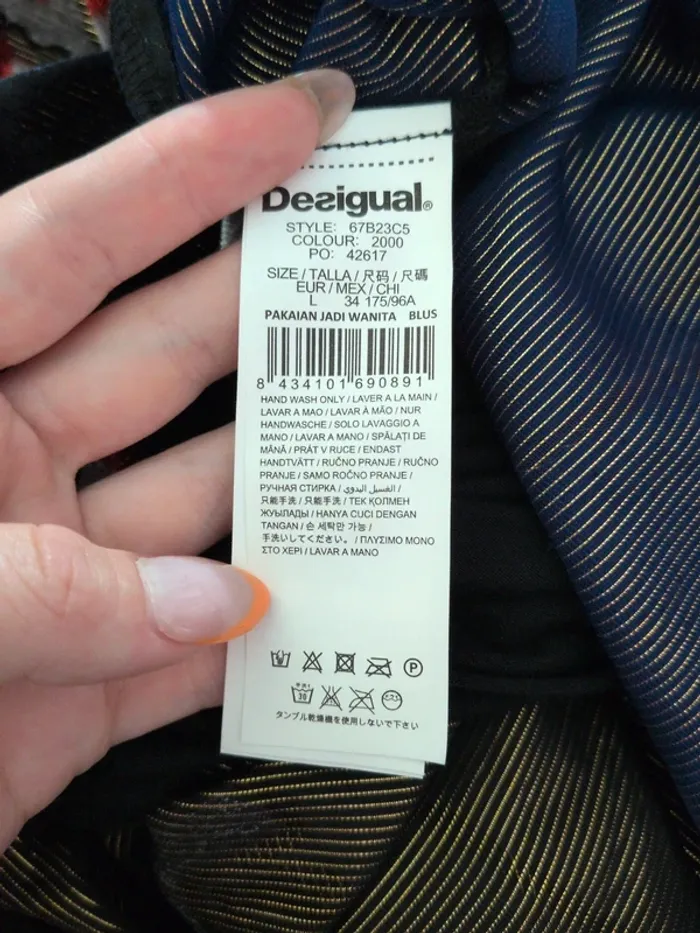 Desigual®
STYLE: 67B23C5
COLOUR: 2000
PO: 42617
SIZE / TALLA / 尺码 / 尺碼
EUR / MEX / CHI
L 34 175/96A
PAKAIAN JADI WANITA BLUS
8 434101 690891
HAND WASH ONLY / LAVER A LA MAIN /
LAVAR A MAO / LAVAR À MÃO / NUR
HANDWASCHE / SOLO LAVAGGIO A
MANO / LAVAR A MANO / SPĂLAŢI DE
MÂNĂ / PRÁT V RUCE / ENDAST
HANDTVÄTT / RUČNO PRANJE / RUČNO
PRANJE / SAMO ROČNO PRANJE /
РУЧНАЯ СТИРКА / الغسيل اليدوي /
只能手洗 / 只能手洗 / ТЕК ҚОЛМЕН
ЖУЫЛАДЫ / HANYA CUCI DENGAN
TANGAN / 손 세탁만 가능 /
手洗いしてください。 / ΠΛΥΣΙΜΟ ΜΟΝΟ
ΣΤΟ ΧΕΡΙ / LAVAR A MANO
P
30
タンブル乾燥機を使用しないで下さい